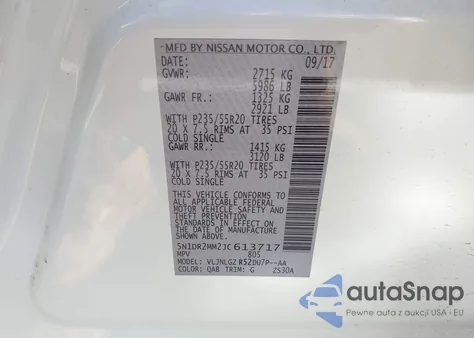 MFD BY NISSAN MOTOR CO., LTD.
DATE: 09/17
GVWR: 2715 KG
5986 LB
GAWR FR.: 1325 KG
2921 LB
WITH P235/55R20 TIRES
20 X 7.5 RIMS AT 35 PSI
COLD SINGLE
GAWR RR.: 1415 KG
3120 LB
WITH P235/55R20 TIRES
20 X 7.5 RIMS AT 35 PSI
COLD SINGLE
THIS VEHICLE CONFORMS TO
ALL APPLICABLE FEDERAL
MOTOR VEHICLE SAFETY AND
THEFT PREVENTION STANDARDS
IN EFFECT ON THE DATE OF
MANUFACTURE SHOWN ABOVE.
5N1DR2MM2JC613717
MPV 805
MODEL: VLJNLGZ R52DU7P--AA
COLOR: QAB TRIM: G ZS30A
autoSnap
Pewne auta z aukcji USA i EU